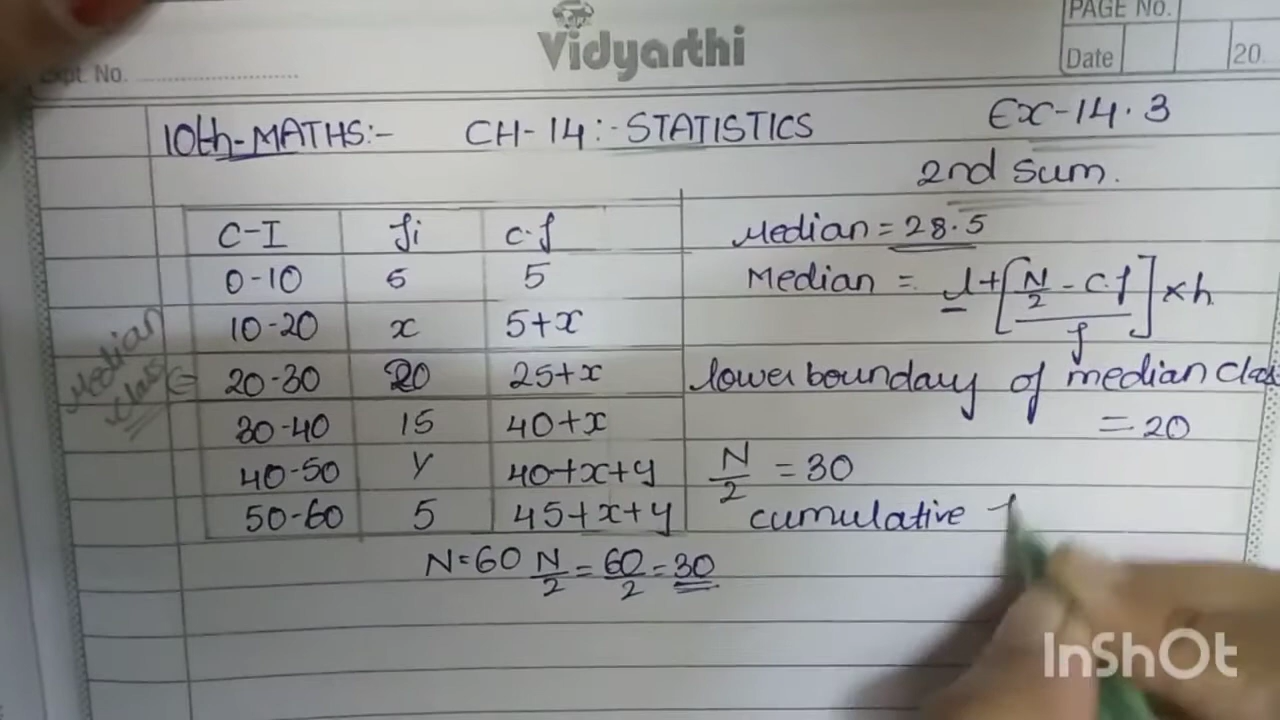 Vidyarthi
PAGE No.
Expt. No.
Date
20.
10th-MATHS:- CH-14:- STATISTICS EX-14.3
2nd sum.
C-I fi c.f
0-10 5 5
10-20 x 5+x
20-30 20 25+x
30-40 15 40+x
40-50 y 40+x+y
50-60 5 45+x+y
Median class
N=60 N/2 = 60/2 = 30
Median = 28.5
Median = l+[N/2 - c.f / f] × h
lower boundary of median class
= 20
N/2 = 30
cumulative
InShOt